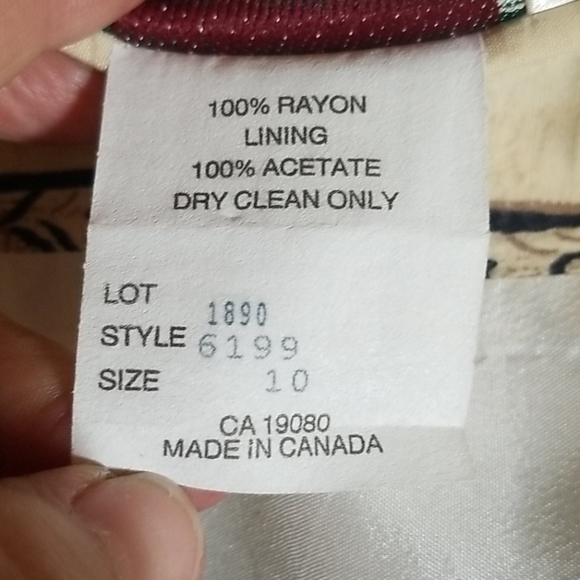 100% RAYON
LINING
100% ACETATE
DRY CLEAN ONLY
LOT 1890
STYLE 6199
SIZE 10
CA 19080
MADE IN CANADA